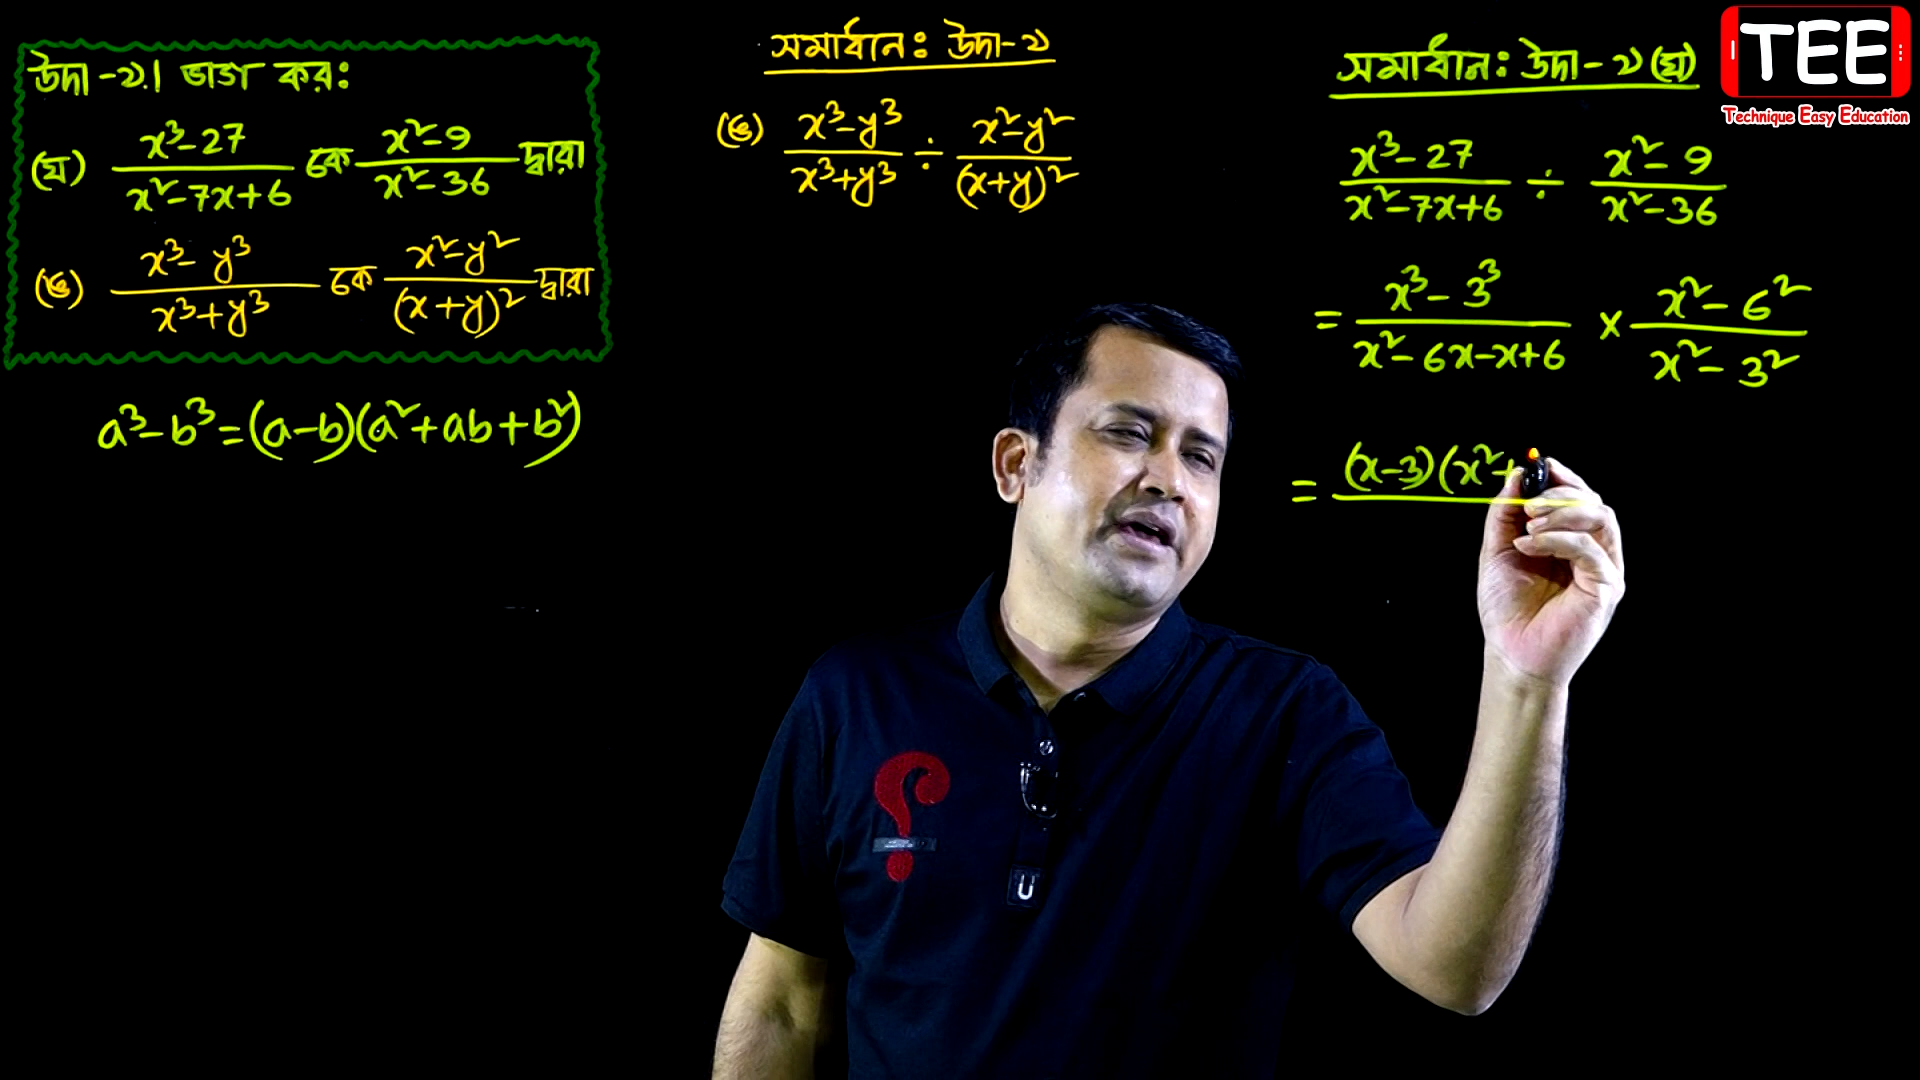 উদা-২। ভাগ কর:
(ঘ) x³-27 / x²-7x+6 কে x²-9 / x²-36 দ্বারা
(ঙ) x³-y³ / x³+y³ কে x²-y² / (x+y)² দ্বারা
a³-b³=(a-b)(a²+ab+b²)
সমাধান: উদা-২
(ঙ) x³-y³ / x³+y³ ÷ x²-y² / (x+y)²
সমাধান: উদা-২(ঘ)
x³-27 / x²-7x+6 ÷ x²-9 / x²-36
= x³-3³ / x²-6x-x+6 × x²-6² / x²-3²
= (x-3)(x²+
TEE
Technique Easy Education
U